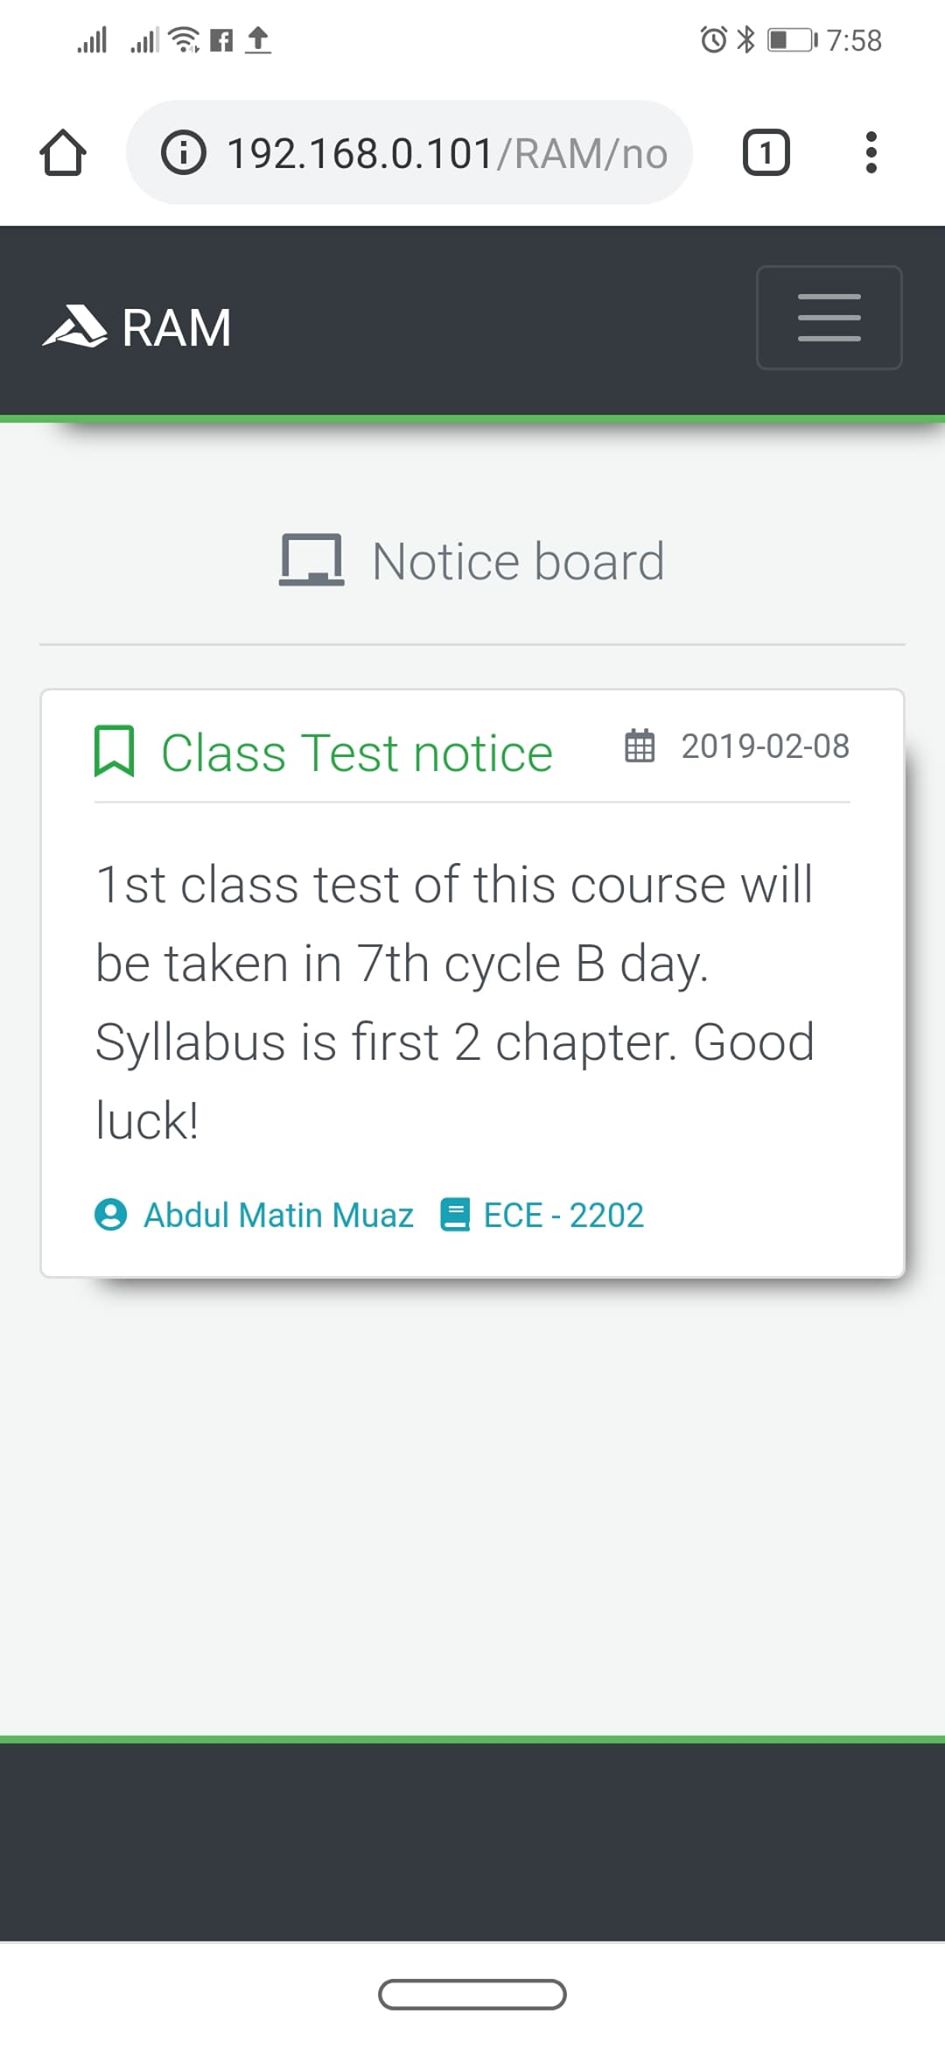 7:58
192.168.0.101/RAM/no
1
RAM
Notice board
Class Test notice 2019-02-08
1st class test of this course will
be taken in 7th cycle B day.
Syllabus is first 2 chapter. Good
luck!
Abdul Matin Muaz ECE - 2202